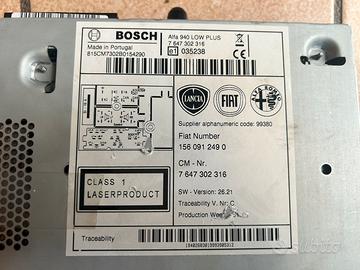 BOSCH
Alfa 940 LOW PLUS
7 647 302 316
Made in Portugal
815CM7302B0154290
e1 035238
LANCIA
FIAT
Supplier alphanumeric code: 99380
Fiat Number
156 091 249 0
CM - Nr.
7 647 302 316
CLASS 1
LASERPRODUCT
SW - Version: 26.21
Traceability V. Nr: C
Production Week
Traceability
subito